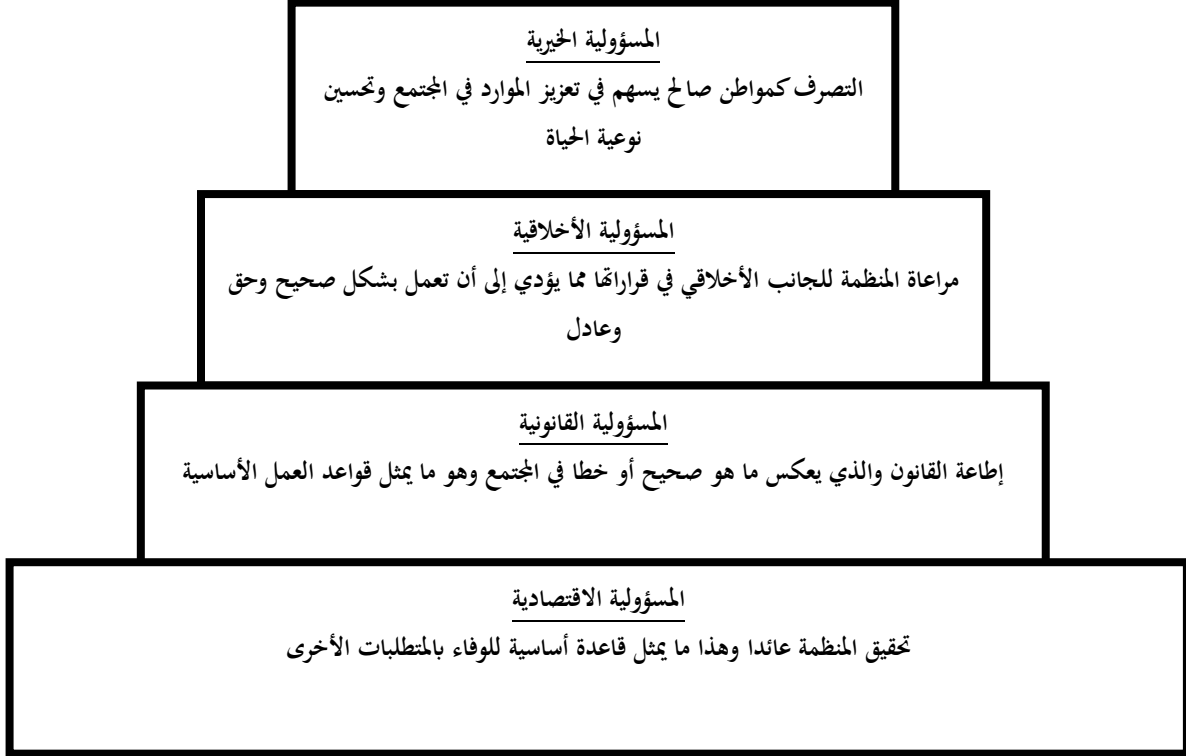 المسؤولية الخيرية
التصرف كمواطن صالح يسهم في تعزيز الموارد في المجتمع وتحسين
نوعية الحياة
المسؤولية الأخلاقية
مراعاة المنظمة للجانب الأخلاقي في قراراتها مما يؤدي إلى أن تعمل بشكل صحيح وحق
وعادل
المسؤولية القانونية
إطاعة القانون والذي يعكس ما هو صحيح أو خطا في المجتمع وهو ما يمثل قواعد العمل الأساسية
المسؤولية الاقتصادية
تحقيق المنظمة عائدا وهذا ما يمثل قاعدة أساسية للوفاء بالمتطلبات الأخرى